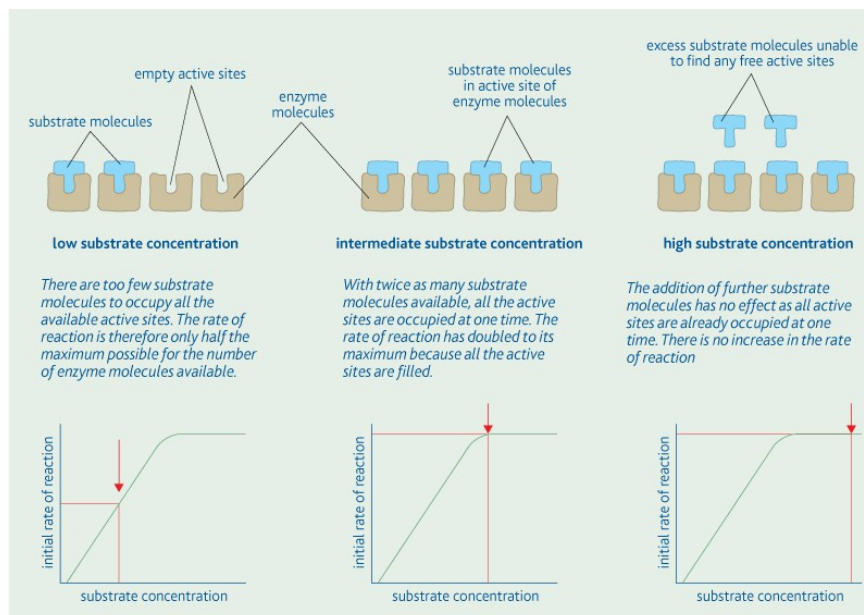 substrate molecules
empty active sites
enzyme
molecules
substrate molecules
in active site of
enzyme molecules
excess substrate molecules unable
to find any free active sites
low substrate concentration
There are too few substrate
molecules to occupy all the
available active sites. The rate of
reaction is therefore only half the
maximum possible for the number
of enzyme molecules available.
intermediate substrate concentration
With twice as many substrate
molecules available, all the active
sites are occupied at one time. The
rate of reaction has doubled to its
maximum because all the active
sites are filled.
high substrate concentration
The addition of further substrate
molecules has no effect as all active
sites are already occupied at one
time. There is no increase in the rate
of reaction
initial rate of reaction
substrate concentration
initial rate of reaction
substrate concentration
initial rate of reaction
substrate concentration